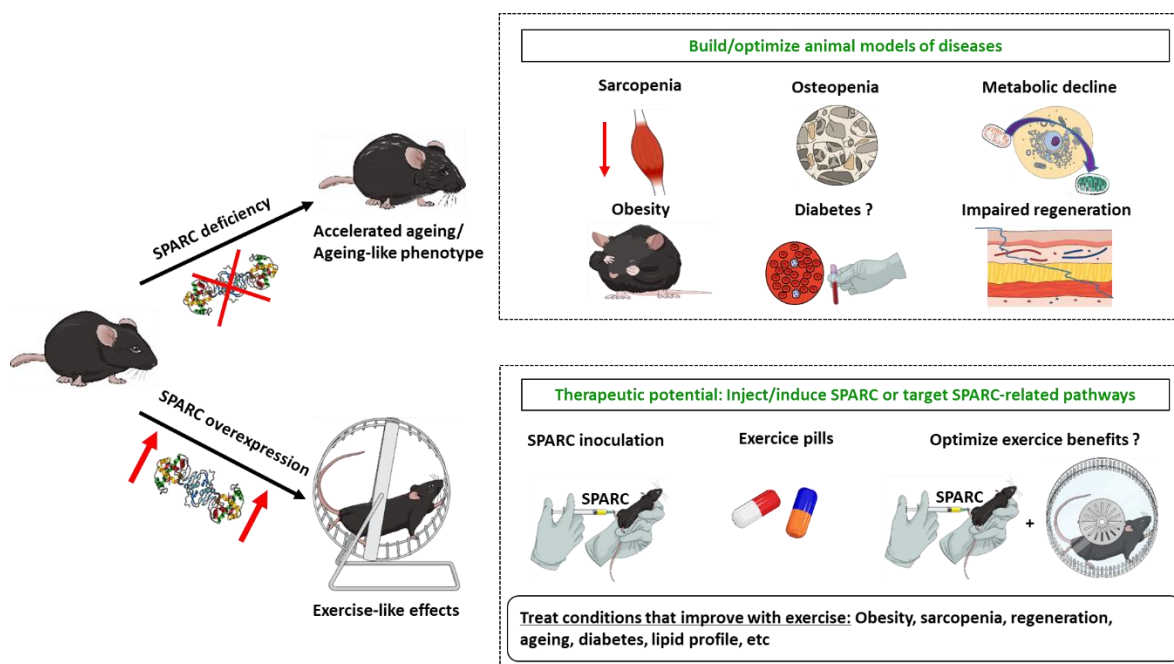 SPARC deficiency
Accelerated ageing/
Ageing-like phenotype
SPARC overexpression
Exercise-like effects
Build/optimize animal models of diseases
Sarcopenia
Osteopenia
Metabolic decline
Obesity
Diabetes ?
Impaired regeneration
Therapeutic potential: Inject/induce SPARC or target SPARC-related pathways
SPARC inoculation
Exercice pills
Optimize exercice benefits ?
SPARC
SPARC
+
Treat conditions that improve with exercise: Obesity, sarcopenia, regeneration,
ageing, diabetes, lipid profile, etc